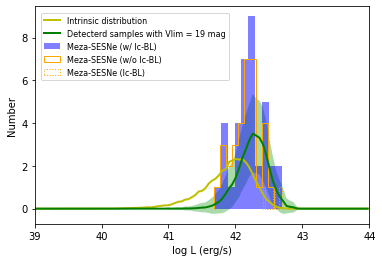 Intrinsic distribution
Detecterd samples with Vlim = 19 mag
Meza-SESNe (w/ Ic-BL)
Meza-SESNe (w/o Ic-BL)
Meza-SESNe (Ic-BL)
Number
8
6
4
2
0
39 40 41 42 43 44
log L (erg/s)